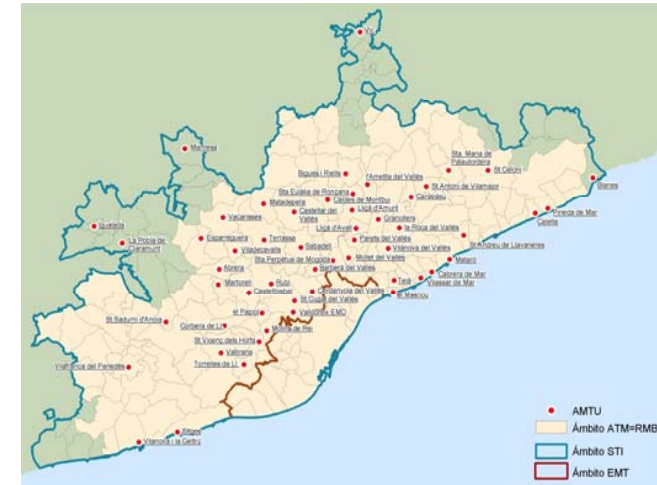 Vic
Manresa
Sta. Maria de
Palautordera
St Celoni
Bigues i Riells
l'Ametlla del Vallès
Blanes
Sta Eulàlia de Ronçana
St Antoni de Vilamajor
Caldes de Montbui
Cardedeu
Igualada
Matadepera
Lliçà d'Amunt
Pineda de Mar
Vacarisses
Castellar del
Vallès
Granollers
Calella
La Pobla de
Claramunt
Lliçà d'Avall
la Roca del Vallès
Esparreguera
Terrassa
Parets del Vallès
St Andreu de Llavaneres
Viladecavalls
Sabadell
Vilanova del Vallès
Sta Perpètua de Mogoda
Mollet del Vallès
Mataró
Abrera
Barberà del Vallès
Cabrera de Mar
Martorell
Rubí
Teià
Vilassar de Mar
Castellbisbal
Cerdanyola del Vallès
el Masnou
St Cugat del Vallès
el Papiol
Valldoreix EMD
St Sadurní d'Anoia
Corbera de Ll.
Molins de Rei
St Vicenç dels Horts
Vallirana
Vilafranca del Penedès
Torrelles de Ll.
Sitges
Vilanova i la Geltrú
AMTU
Ámbito ATM=RMB
Ámbito STI
Ámbito EMT